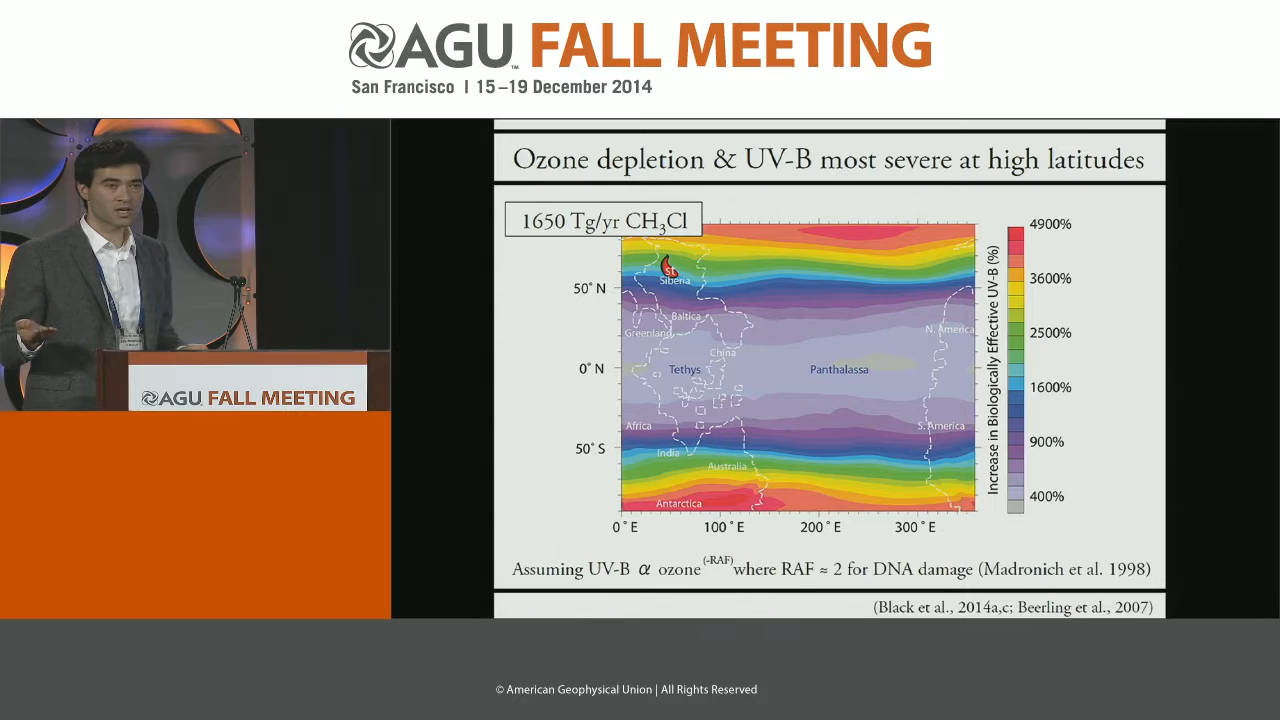 AGU™ FALL MEETING
San Francisco | 15–19 December 2014
AGU FALL MEETING
Ozone depletion & UV-B most severe at high latitudes
1650 Tg/yr CH₃Cl
50˚ N
0˚ N
50˚ S
0˚ E
100˚ E
200˚ E
300˚ E
st
Siberia
Baltica
Greenland
China
Tethys
Panthalassa
N. America
Africa
S. America
India
Australia
Antarctica
Increase in Biologically Effective UV-B (%)
4900%
3600%
2500%
1600%
900%
400%
Assuming UV-B α ozone^(-RAF) where RAF ≈ 2 for DNA damage (Madronich et al. 1998)
(Black et al., 2014a,c; Beerling et al., 2007)
© American Geophysical Union | All Rights Reserved